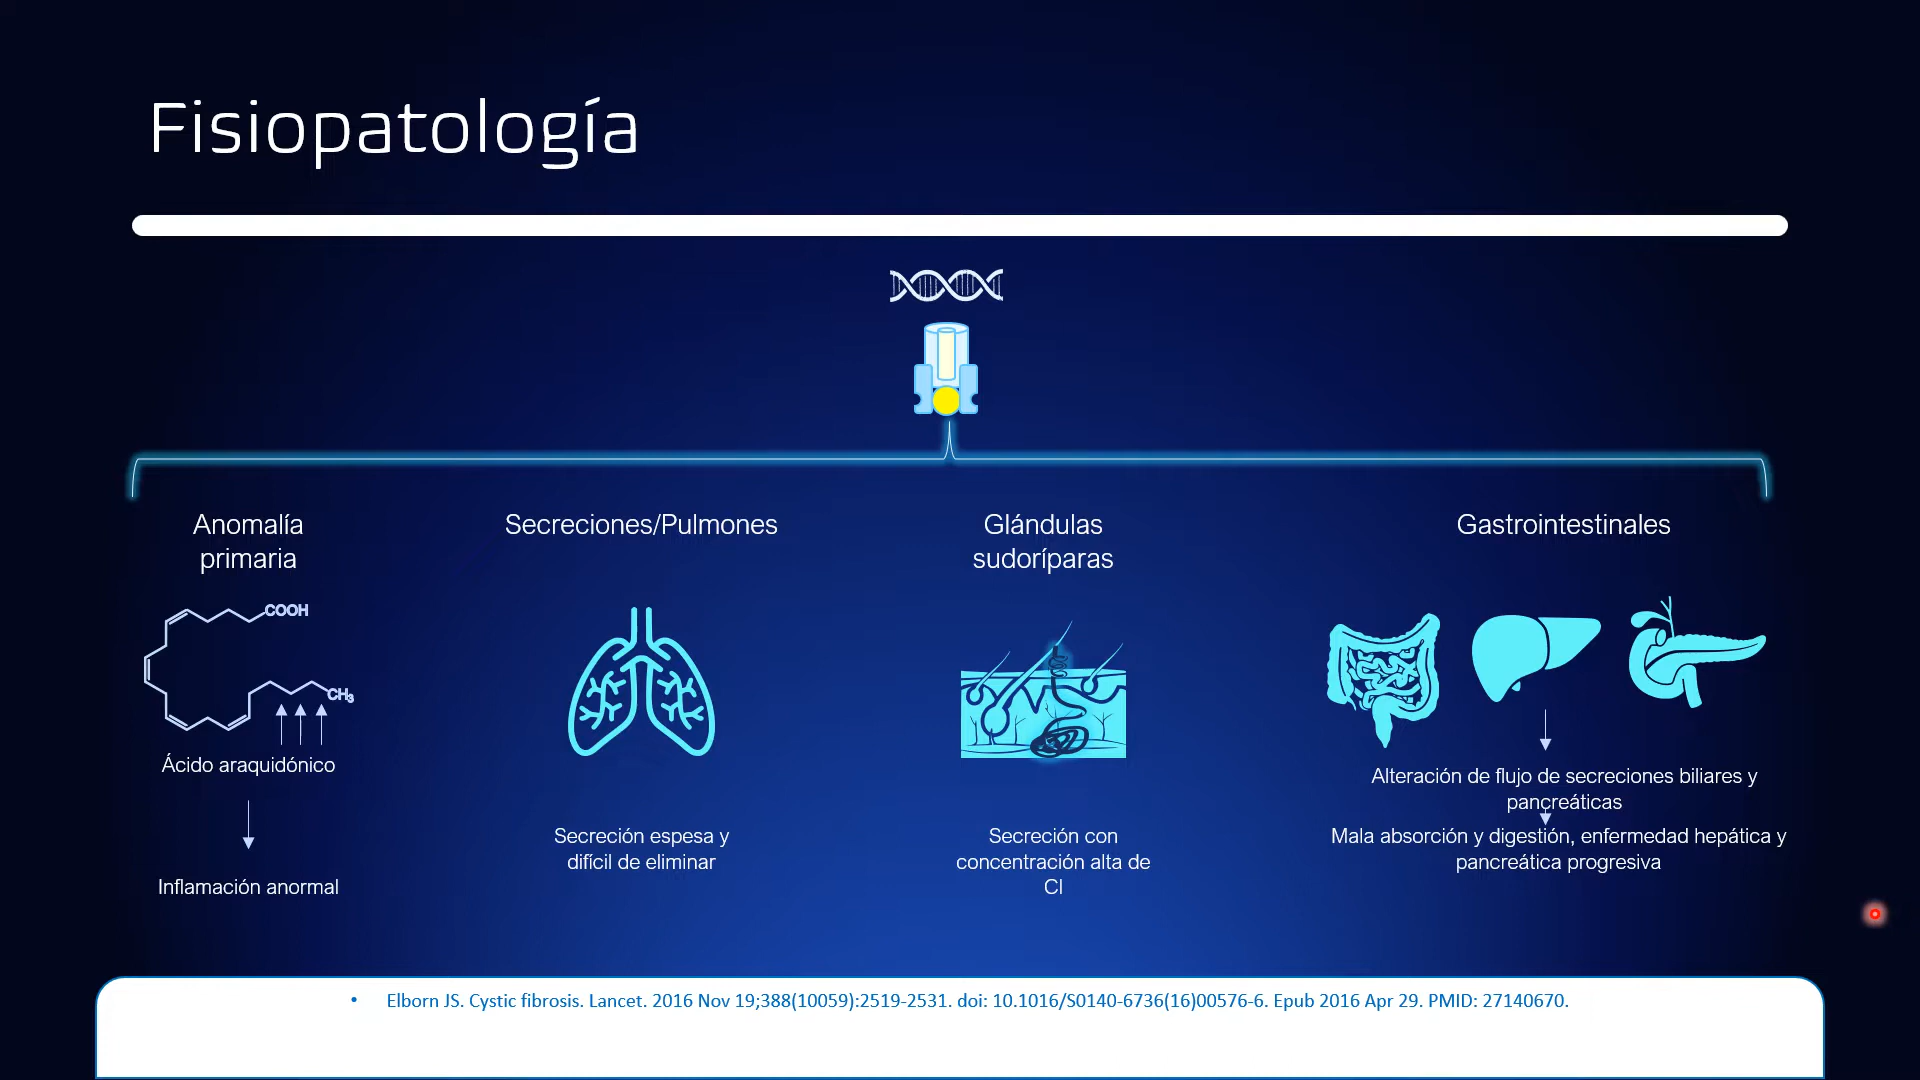 Fisiopatología
Anomalía
primaria
COOH
CH₃
Ácido araquidónico
Inflamación anormal
Secreciones/Pulmones
Secreción espesa y
difícil de eliminar
Glándulas
sudoríparas
Secreción con
concentración alta de
Cl
Gastrointestinales
Alteración de flujo de secreciones biliares y
pancreáticas
Mala absorción y digestión, enfermedad hepática y
pancreática progresiva
• Elborn JS. Cystic fibrosis. Lancet. 2016 Nov 19;388(10059):2519-2531. doi: 10.1016/S0140-6736(16)00576-6. Epub 2016 Apr 29. PMID: 27140670.